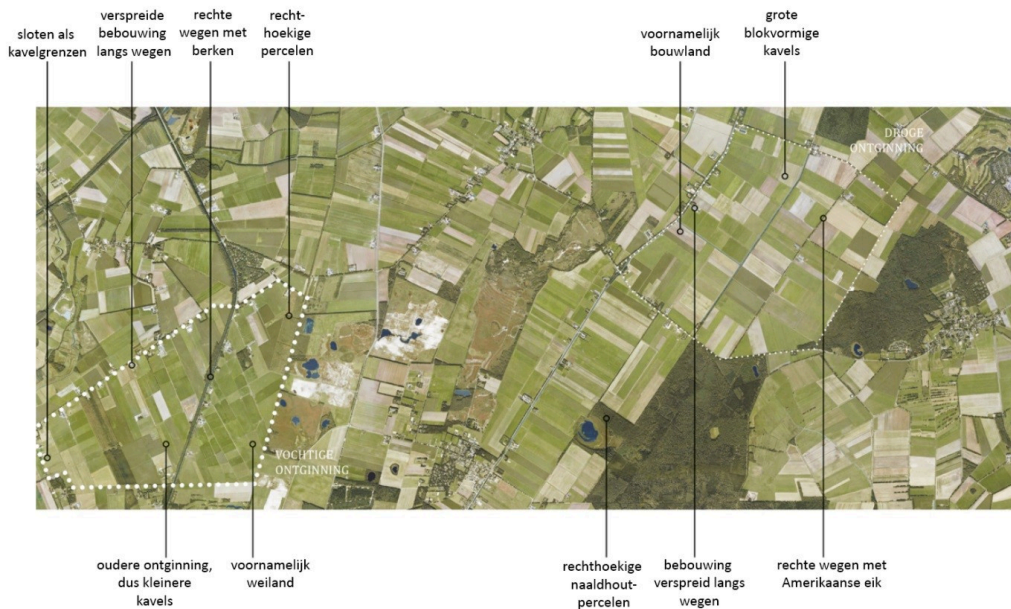 sloten als
kavelgrenzen
verspreide
bebouwing
langs wegen
rechte
wegen met
berken
recht-
hoekige
percelen
voornamelijk
bouwland
grote
blokvormige
kavels
DROGE
ONTGINNING
VOCHTIGE
ONTGINNING
oudere ontginning,
dus kleinere
kavels
voornamelijk
weiland
rechthoekige
naaldhout-
percelen
bebouwing
verspreid langs
wegen
rechte wegen met
Amerikaanse eik